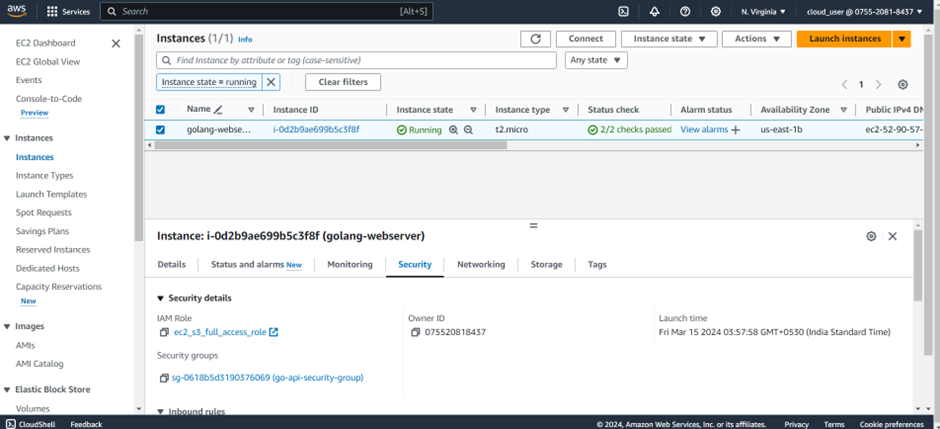 aws Services Search [Alt+S] N. Virginia cloud_user @ 0755-2081-8437
EC2 Dashboard
EC2 Global View
Events
Console-to-Code
Preview
Instances
Instances
Instance Types
Launch Templates
Spot Requests
Savings Plans
Reserved Instances
Dedicated Hosts
Capacity Reservations
New
Images
AMIs
AMI Catalog
Elastic Block Store
Volumes
Instances (1/1) Info Connect Instance state Actions Launch instances
Find Instance by attribute or tag (case-sensitive) Any state
Instance state = running Clear filters
1
Name Instance ID Instance state Instance type Status check Alarm status Availability Zone Public IPv4 DN
golang-webse... i-0d2b9ae699b5c3f8f Running t2.micro 2/2 checks passed View alarms us-east-1b ec2-52-90-57-
Instance: i-0d2b9ae699b5c3f8f (golang-webserver)
Details Status and alarms New Monitoring Security Networking Storage Tags
Security details
IAM Role Owner ID Launch time
ec2_s3_full_access_role 075520818437 Fri Mar 15 2024 03:57:58 GMT+0530 (India Standard Time)
Security groups
sg-0618b5d3190376069 (go-api-security-group)
Inbound rules
CloudShell Feedback © 2024, Amazon Web Services, Inc. or its affiliates. Privacy Terms Cookie preferences